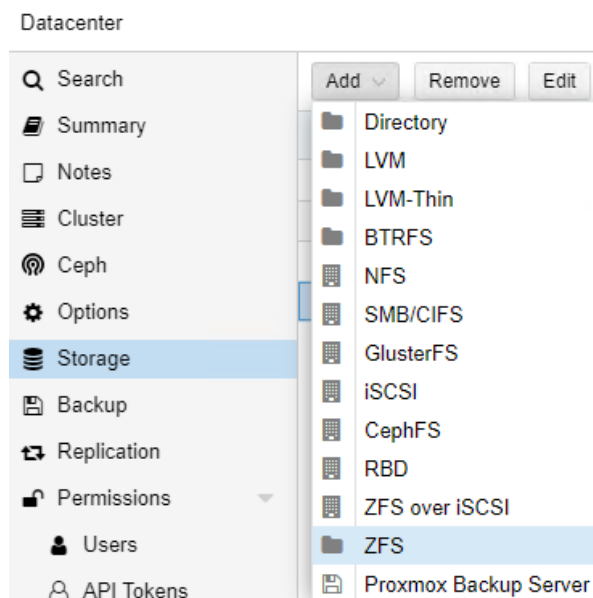 Datacenter
Search
Summary
Notes
Cluster
Ceph
Options
Storage
Backup
Replication
Permissions
Users
API Tokens
Add
Remove
Edit
Directory
LVM
LVM-Thin
BTRFS
NFS
SMB/CIFS
GlusterFS
iSCSI
CephFS
RBD
ZFS over iSCSI
ZFS
Proxmox Backup Server